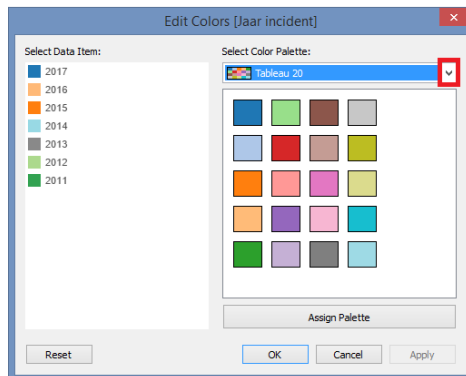 Edit Colors [Jaar incident]
Select Data Item:
2017
2016
2015
2014
2013
2012
2011
Select Color Palette:
Tableau 20
Assign Palette
Reset
OK
Cancel
Apply